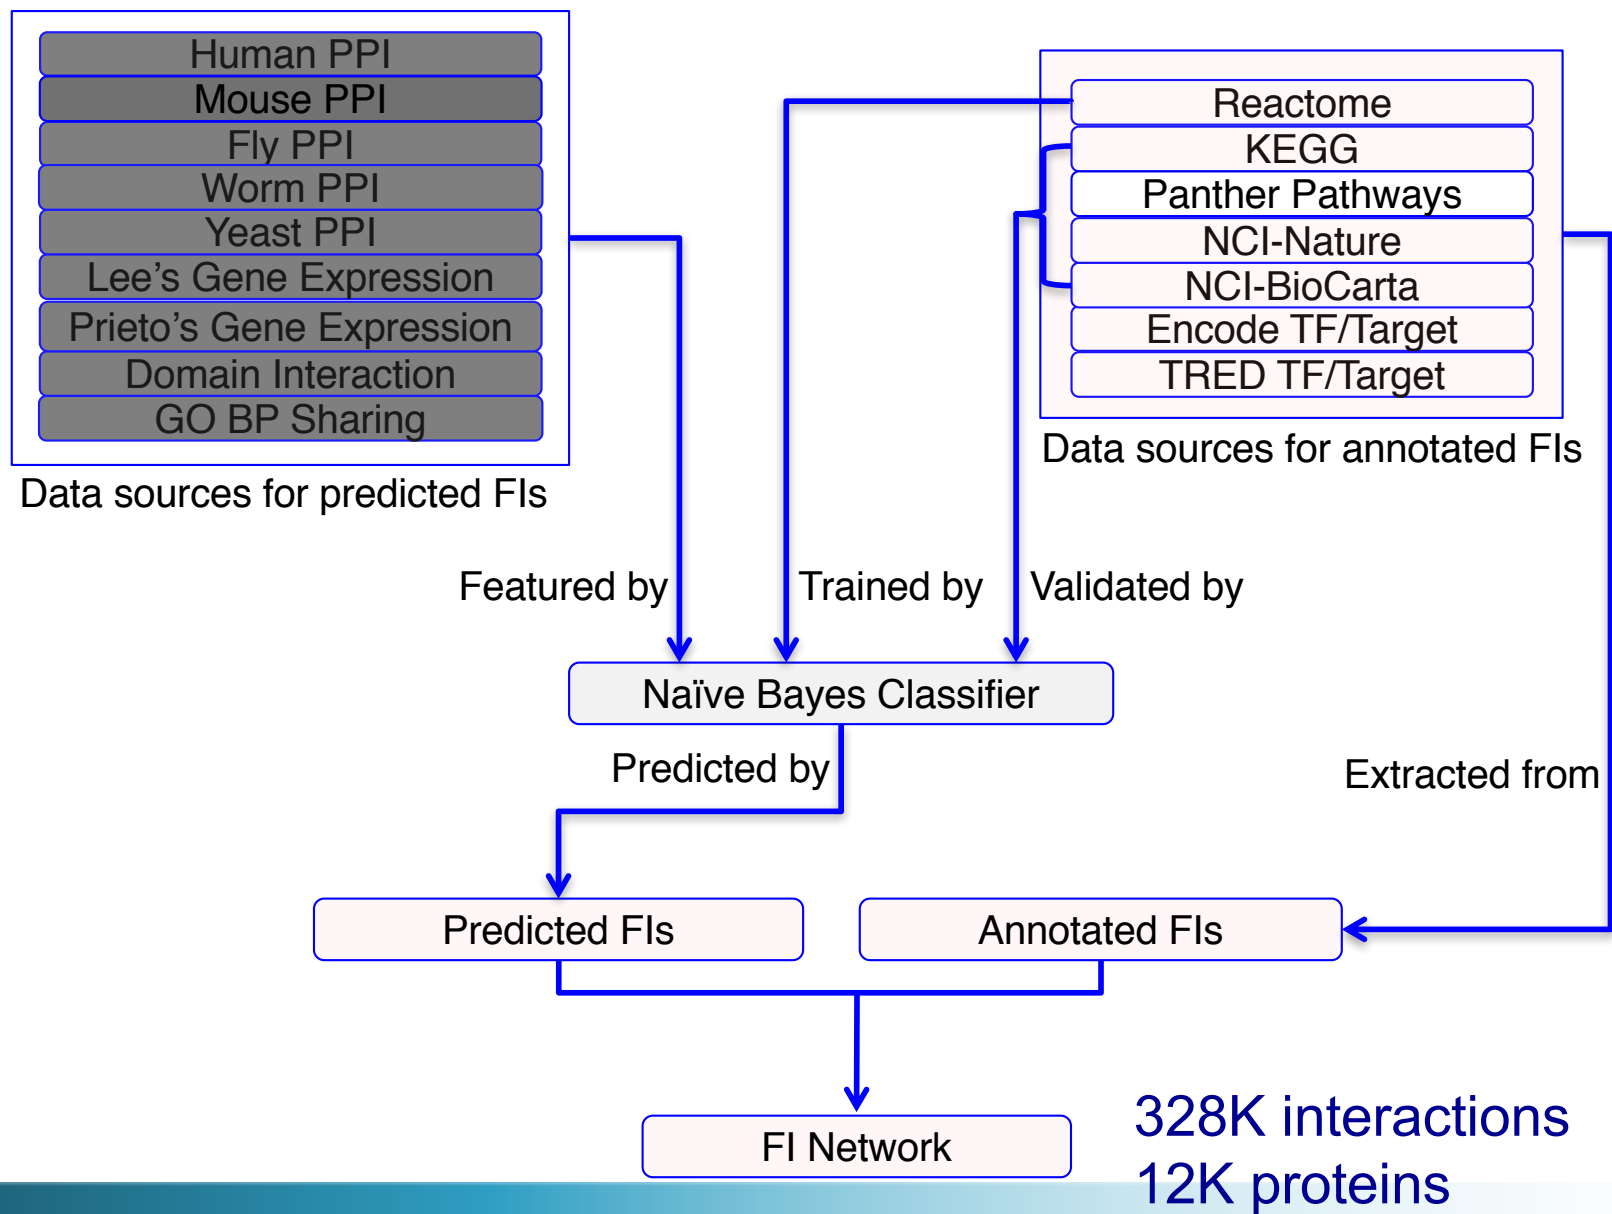 Human PPI
Mouse PPI
Fly PPI
Worm PPI
Yeast PPI
Lee’s Gene Expression
Prieto’s Gene Expression
Domain Interaction
GO BP Sharing
Data sources for predicted FIs
Reactome
KEGG
Panther Pathways
NCI-Nature
NCI-BioCarta
Encode TF/Target
TRED TF/Target
Data sources for annotated FIs
Featured by
Trained by
Validated by
Naïve Bayes Classifier
Predicted by
Extracted from
Predicted FIs
Annotated FIs
FI Network
328K interactions
12K proteins